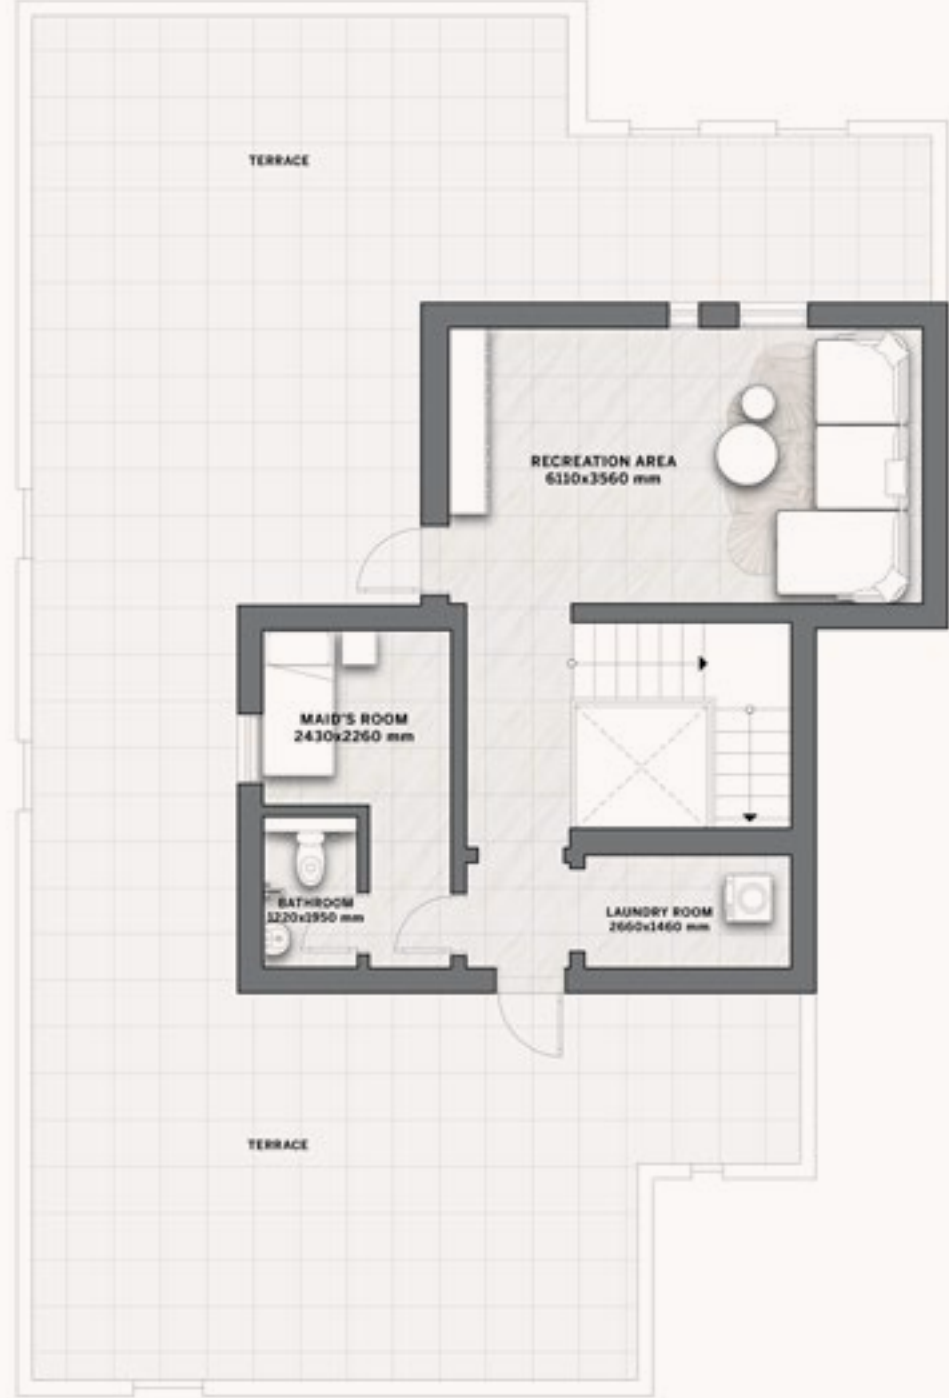 TERRACE
RECREATION AREA
6110x3560 mm
MAID'S ROOM
2430x2260 mm
BATHROOM
1220x1950 mm
LAUNDRY ROOM
2660x1460 mm
TERRACE